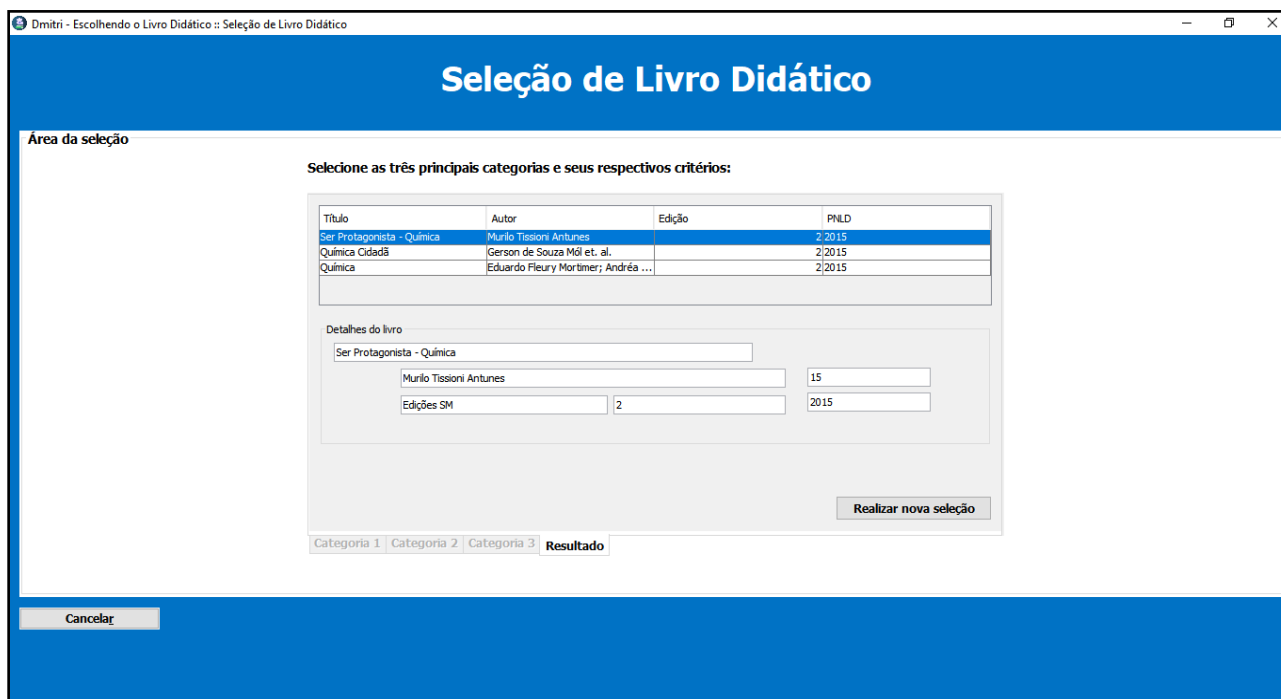 Dmitri - Escolhendo o Livro Didático :: Seleção de Livro Didático
Seleção de Livro Didático
Área da seleção
Selecione as três principais categorias e seus respectivos critérios:
Título Autor Edição PNLD
Ser Protagonista - Química Murilo Tissioni Antunes 2 2015
Química Cidadã Gerson de Souza Mól et. al. 2 2015
Química Eduardo Fleury Mortimer; Andréa ... 2 2015
Detalhes do livro
Ser Protagonista - Química
Murilo Tissioni Antunes 15
Edições SM 2 2015
Realizar nova seleção
Categoria 1 Categoria 2 Categoria 3 Resultado
Cancelar